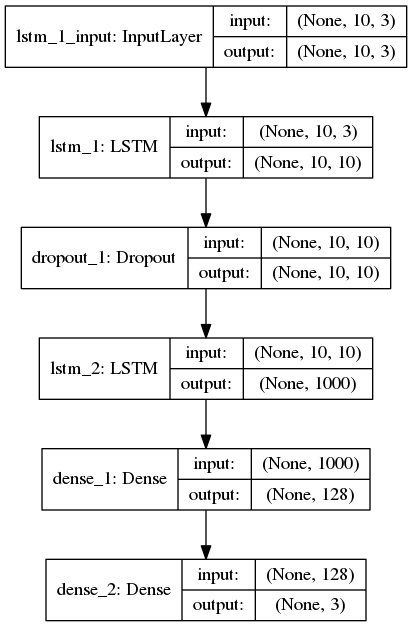 lstm_1_input: InputLayer
input: (None, 10, 3)
output: (None, 10, 3)
lstm_1: LSTM
input: (None, 10, 3)
output: (None, 10, 10)
dropout_1: Dropout
input: (None, 10, 10)
output: (None, 10, 10)
lstm_2: LSTM
input: (None, 10, 10)
output: (None, 1000)
dense_1: Dense
input: (None, 1000)
output: (None, 128)
dense_2: Dense
input: (None, 128)
output: (None, 3)